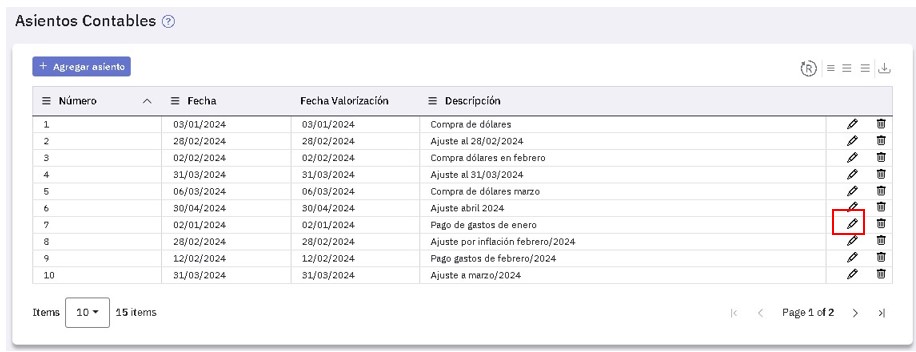 Asientos Contables ?
+ Agregar asiento
R
Número Fecha Fecha Valorización Descripción
1 03/01/2024 03/01/2024 Compra de dólares
2 28/02/2024 28/02/2024 Ajuste al 28/02/2024
3 02/02/2024 02/02/2024 Compra dólares en febrero
4 31/03/2024 31/03/2024 Ajuste al 31/03/2024
5 06/03/2024 06/03/2024 Compra de dólares marzo
6 30/04/2024 30/04/2024 Ajuste abril 2024
7 02/01/2024 02/01/2024 Pago de gastos de enero
8 28/02/2024 28/02/2024 Ajuste por inflación febrero/2024
9 12/02/2024 12/02/2024 Pago gastos de febrero/2024
10 31/03/2024 31/03/2024 Ajuste a marzo/2024
Items 10 15 items Page 1 of 2